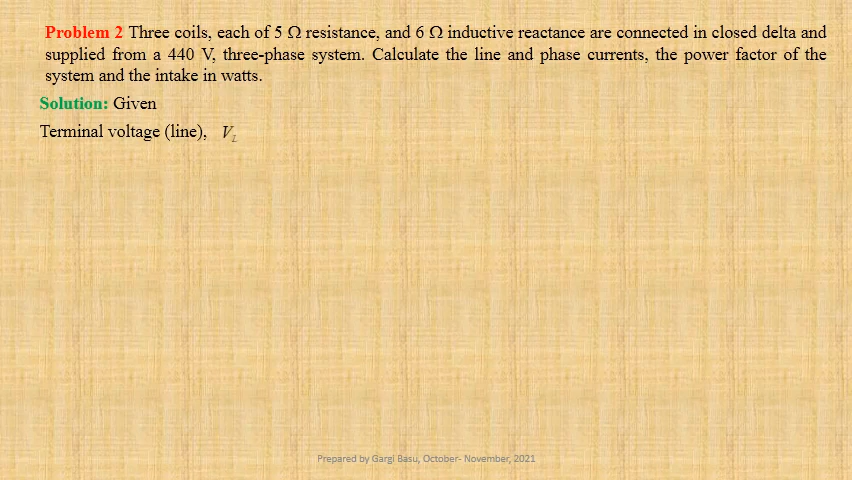 Problem 2 Three coils, each of 5 Ω resistance, and 6 Ω inductive reactance are connected in closed delta and
supplied from a 440 V, three-phase system. Calculate the line and phase currents, the power factor of the
system and the intake in watts.
Solution: Given
Terminal voltage (line), V_L
Prepared by Gargi Basu, October- November, 2021